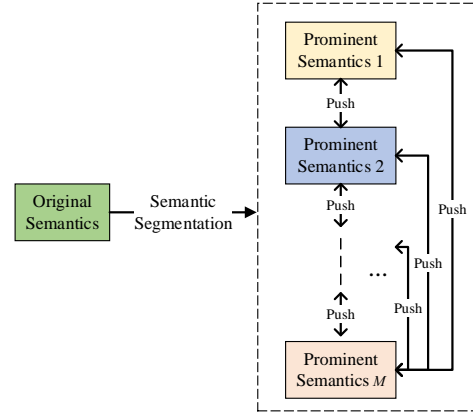 Prominent
Semantics 1
Push
Prominent
Semantics 2
Original
Semantics
Semantic
Segmentation
Push
Push
Push
...
Push
Push
Prominent
Semantics M